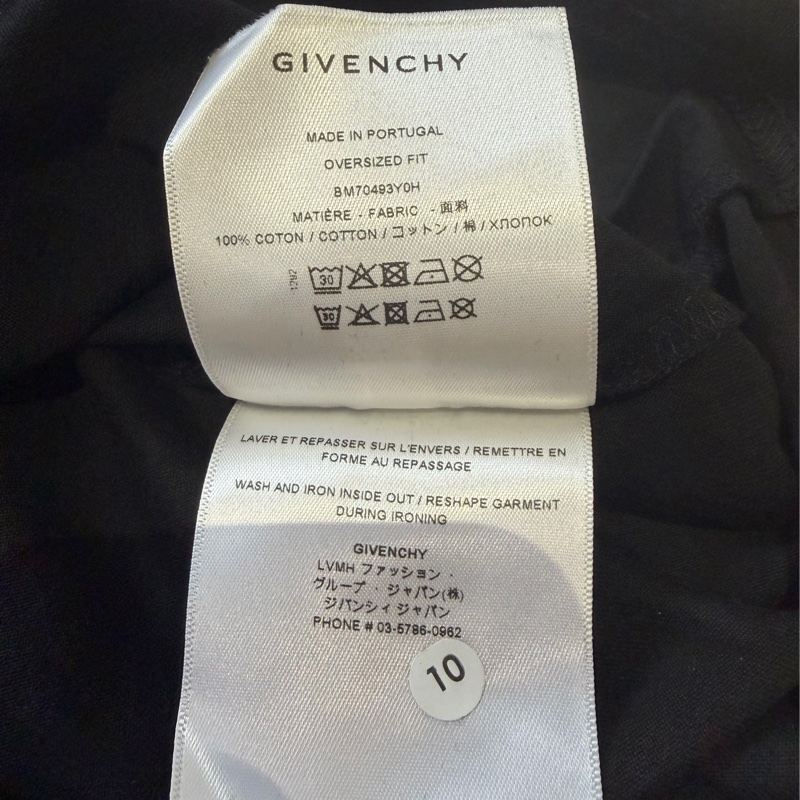 GIVENCHY
MADE IN PORTUGAL
OVERSIZED FIT
BM70493Y0H
MATIÈRE - FABRIC - 面料
100% COTON / COTTON / コットン / 棉 / ХЛОПОК
1292
30
30
LAVER ET REPASSER SUR L'ENVERS / REMETTRE EN
FORME AU REPASSAGE
WASH AND IRON INSIDE OUT / RESHAPE GARMENT
DURING IRONING
GIVENCHY
LVMH ファッション ·
グループ · ジャパン(株)
ジバンシィ ジャパン
PHONE # 03-5786-0962
10